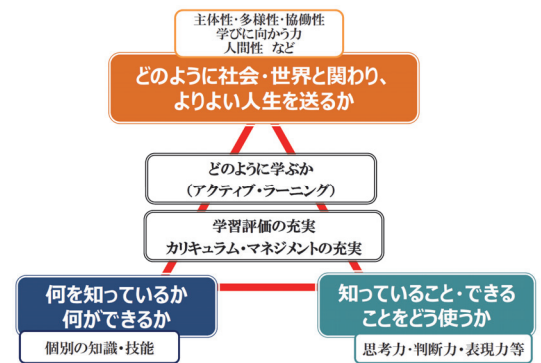 主体性・多様性・協働性
学びに向かう力
人間性 など
どのように社会・世界と関わり、
よりよい人生を送るか
どのように学ぶか
(アクティブ・ラーニング)
学習評価の充実
カリキュラム・マネジメントの充実
何を知っているか
何ができるか
個別の知識・技能
知っていること・できる
ことをどう使うか
思考力・判断力・表現力等